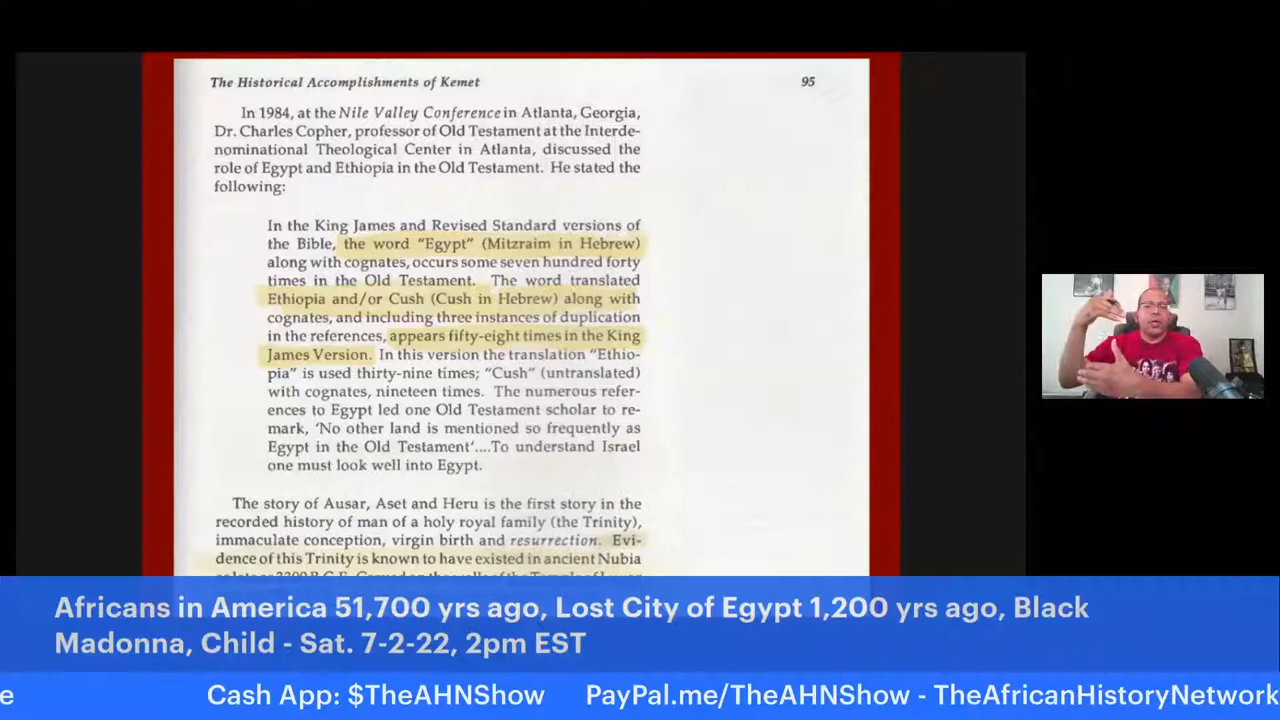 The Historical Accomplishments of Kemet 95
In 1984, at the Nile Valley Conference in Atlanta, Georgia,
Dr. Charles Copher, professor of Old Testament at the Interde-
nominational Theological Center in Atlanta, discussed the
role of Egypt and Ethiopia in the Old Testament. He stated the
following:
In the King James and Revised Standard versions of
the Bible, the word "Egypt" (Mitzraim in Hebrew)
along with cognates, occurs some seven hundred forty
times in the Old Testament. The word translated
Ethiopia and/or Cush (Cush in Hebrew) along with
cognates, and including three instances of duplication
in the references, appears fifty-eight times in the King
James Version. In this version the translation "Ethio-
pia" is used thirty-nine times; "Cush" (untranslated)
with cognates, nineteen times. The numerous refer-
ences to Egypt led one Old Testament scholar to re-
mark, 'No other land is mentioned so frequently as
Egypt in the Old Testament'....To understand Israel
one must look well into Egypt.
The story of Ausar, Aset and Heru is the first story in the
recorded history of man of a holy royal family (the Trinity),
immaculate conception, virgin birth and resurrection. Evi-
dence of this Trinity is known to have existed in ancient Nubia
Africans in America 51,700 yrs ago, Lost City of Egypt 1,200 yrs ago, Black
Madonna, Child - Sat. 7-2-22, 2pm EST
e Cash App: $TheAHNShow PayPal.me/TheAHNShow - TheAfricanHistoryNetwork